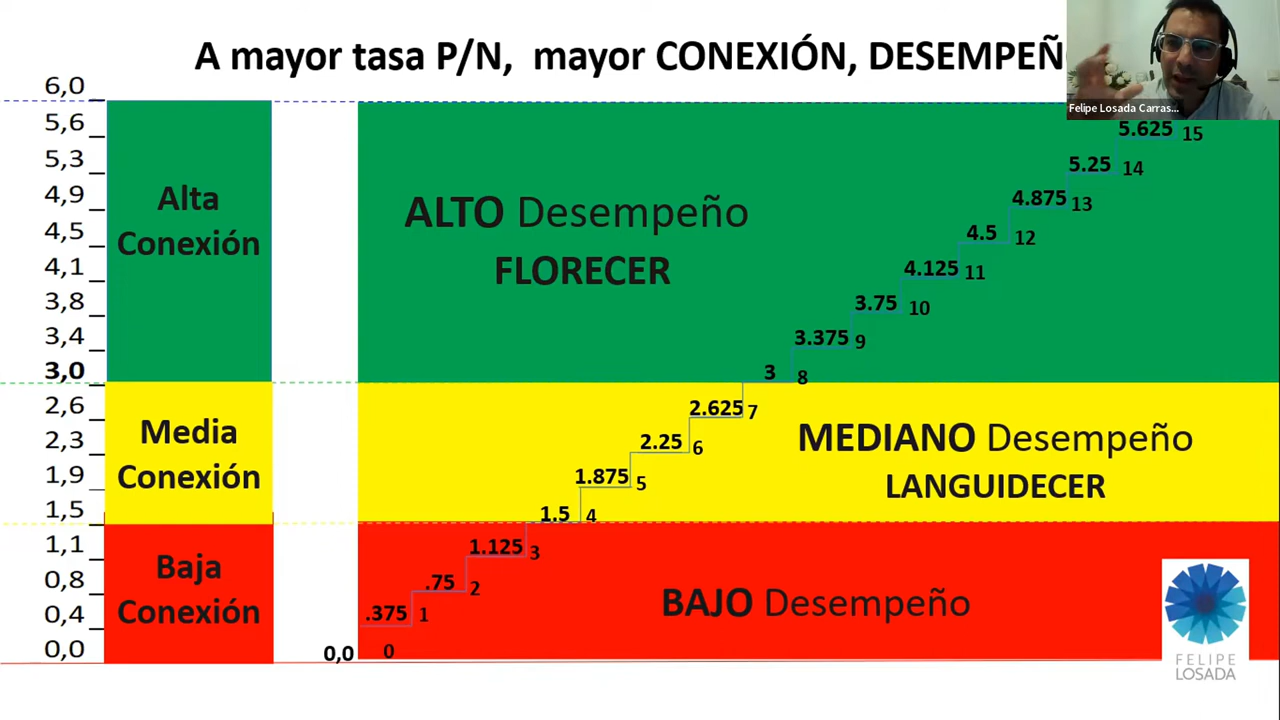 A mayor tasa P/N, mayor CONEXIÓN, DESEMPEÑ
Felipe Losada Carras...
6,0
5,6
5,3
4,9
4,5
4,1
3,8
3,4
3,0
2,6
2,3
1,9
1,5
1,1
0,8
0,4
0,0
Alta
Conexión
Media
Conexión
Baja
Conexión
ALTO Desempeño
FLORECER
MEDIANO Desempeño
LANGUIDECER
BAJO Desempeño
5.625 15
5.25 14
4.875 13
4.5 12
4.125 11
3.75 10
3.375 9
3 8
2.625 7
2.25 6
1.875 5
1.5 4
1.125 3
.75 2
.375 1
0,0 0
FELIPE
LOSADA